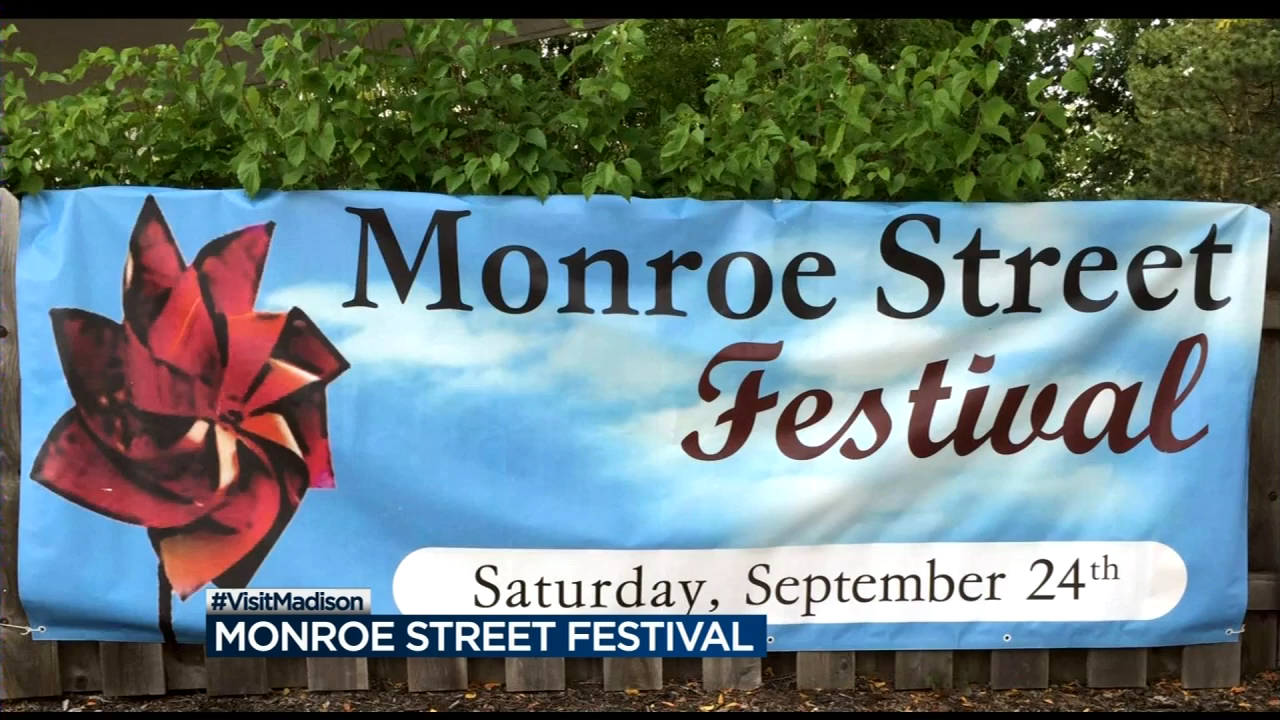 Monroe Street
Festival
Saturday, September 24th
#VisitMadison
MONROE STREET FESTIVAL